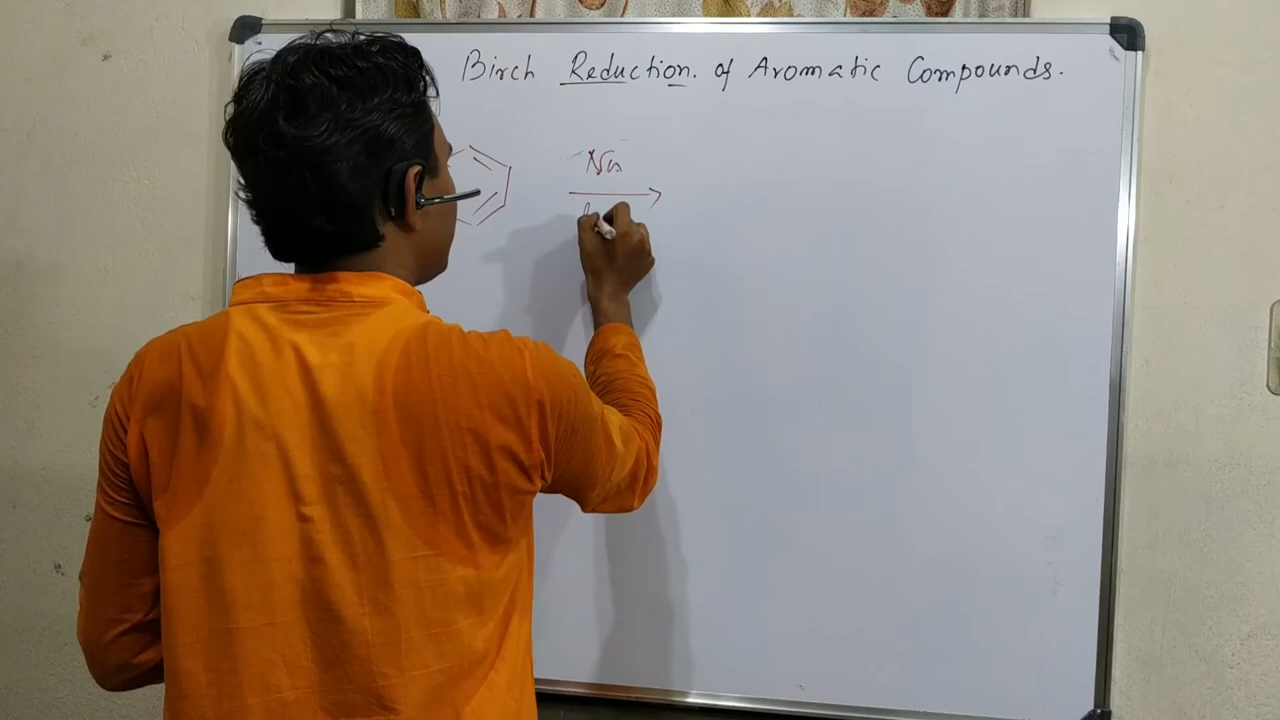 Birch Reduction. of Aromatic Compounds.
Na